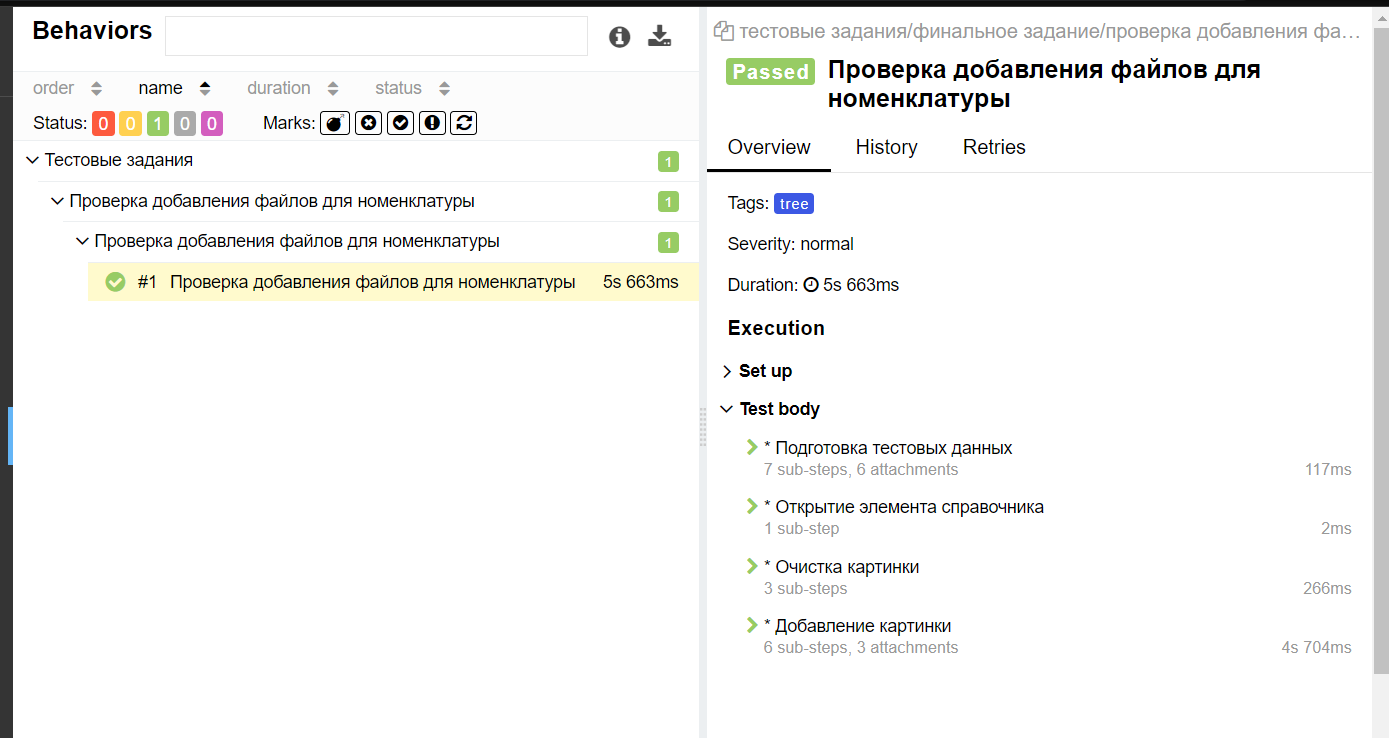 Behaviors
order name duration status
Status: 0 0 1 0 0 Marks:
Тестовые задания 1
Проверка добавления файлов для номенклатуры 1
Проверка добавления файлов для номенклатуры 1
#1 Проверка добавления файлов для номенклатуры 5s 663ms
тестовые задания/финальное задание/проверка добавления фа…
Passed Проверка добавления файлов для
номенклатуры
Overview History Retries
Tags: tree
Severity: normal
Duration: 5s 663ms
Execution
Set up
Test body
* Подготовка тестовых данных
7 sub-steps, 6 attachments 117ms
* Открытие элемента справочника
1 sub-step 2ms
* Очистка картинки
3 sub-steps 266ms
* Добавление картинки
6 sub-steps, 3 attachments 4s 704ms